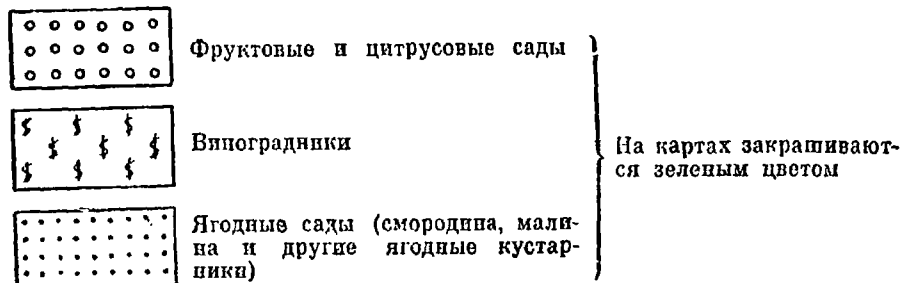 Фруктовые и цитрусовые сады
Виноградники
Ягодные сады (смородина, мали-
на и другие ягодные кустар-
ники)
На картах закрашивают-
ся зеленым цветом